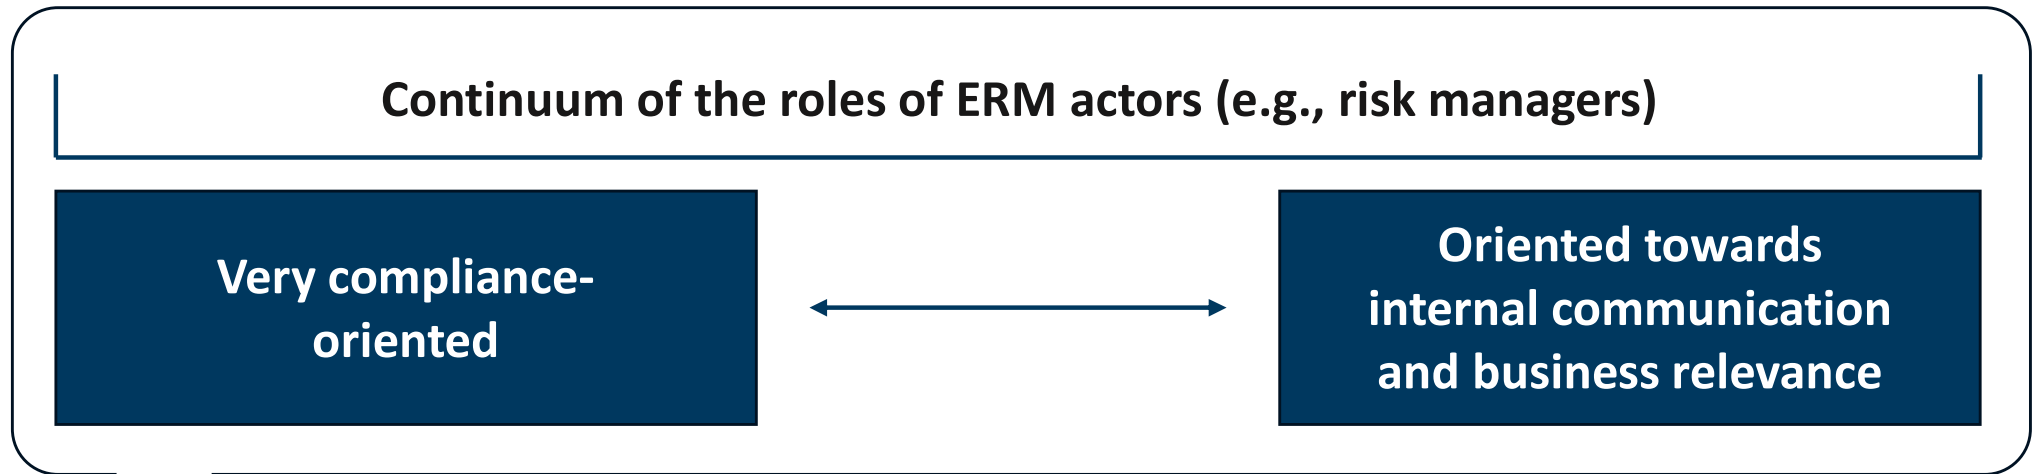 Continuum of the roles of ERM actors (e.g., risk managers)
Very compliance-
oriented
Oriented towards
internal communication
and business relevance